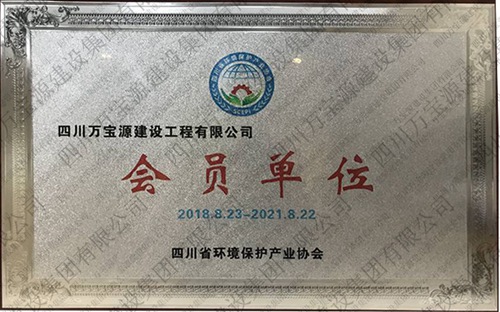 SCEPI
四川万宝源建设工程有限公司
会员单位
2018.8.23-2021.8.22
四川省环境保护产业协会